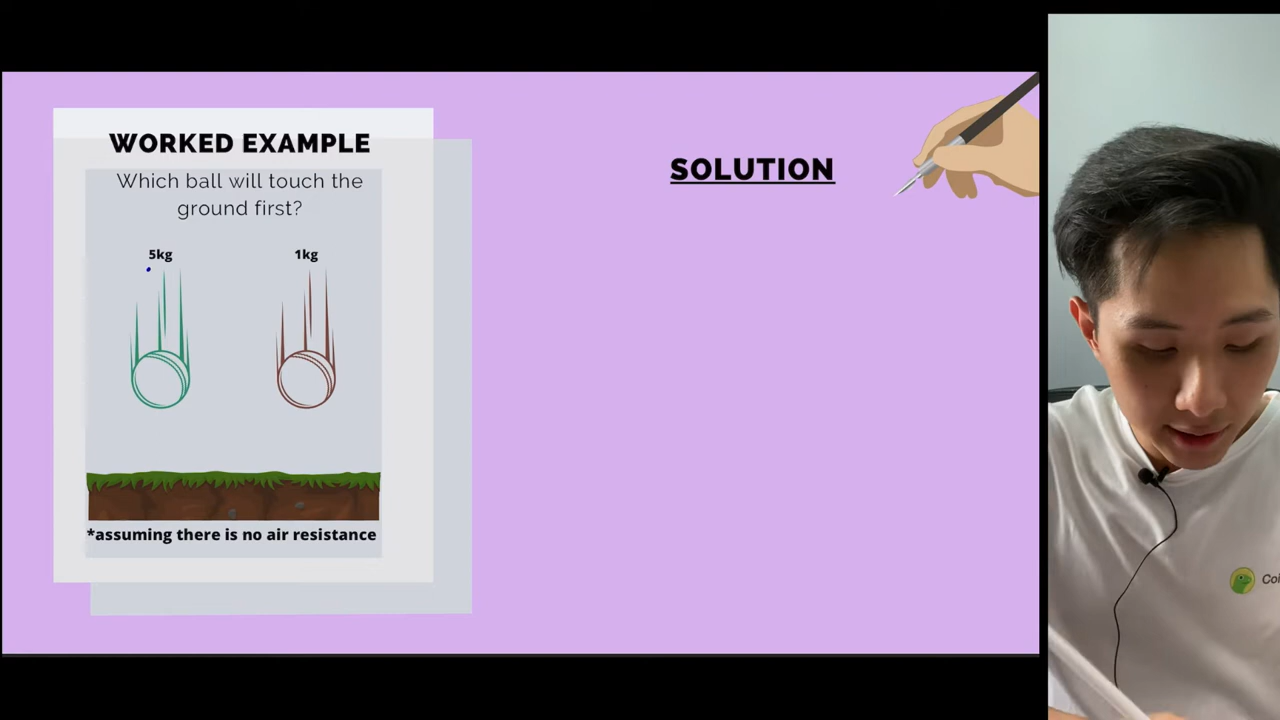 WORKED EXAMPLE
Which ball will touch the
ground first?
5kg
1kg
*assuming there is no air resistance
SOLUTION